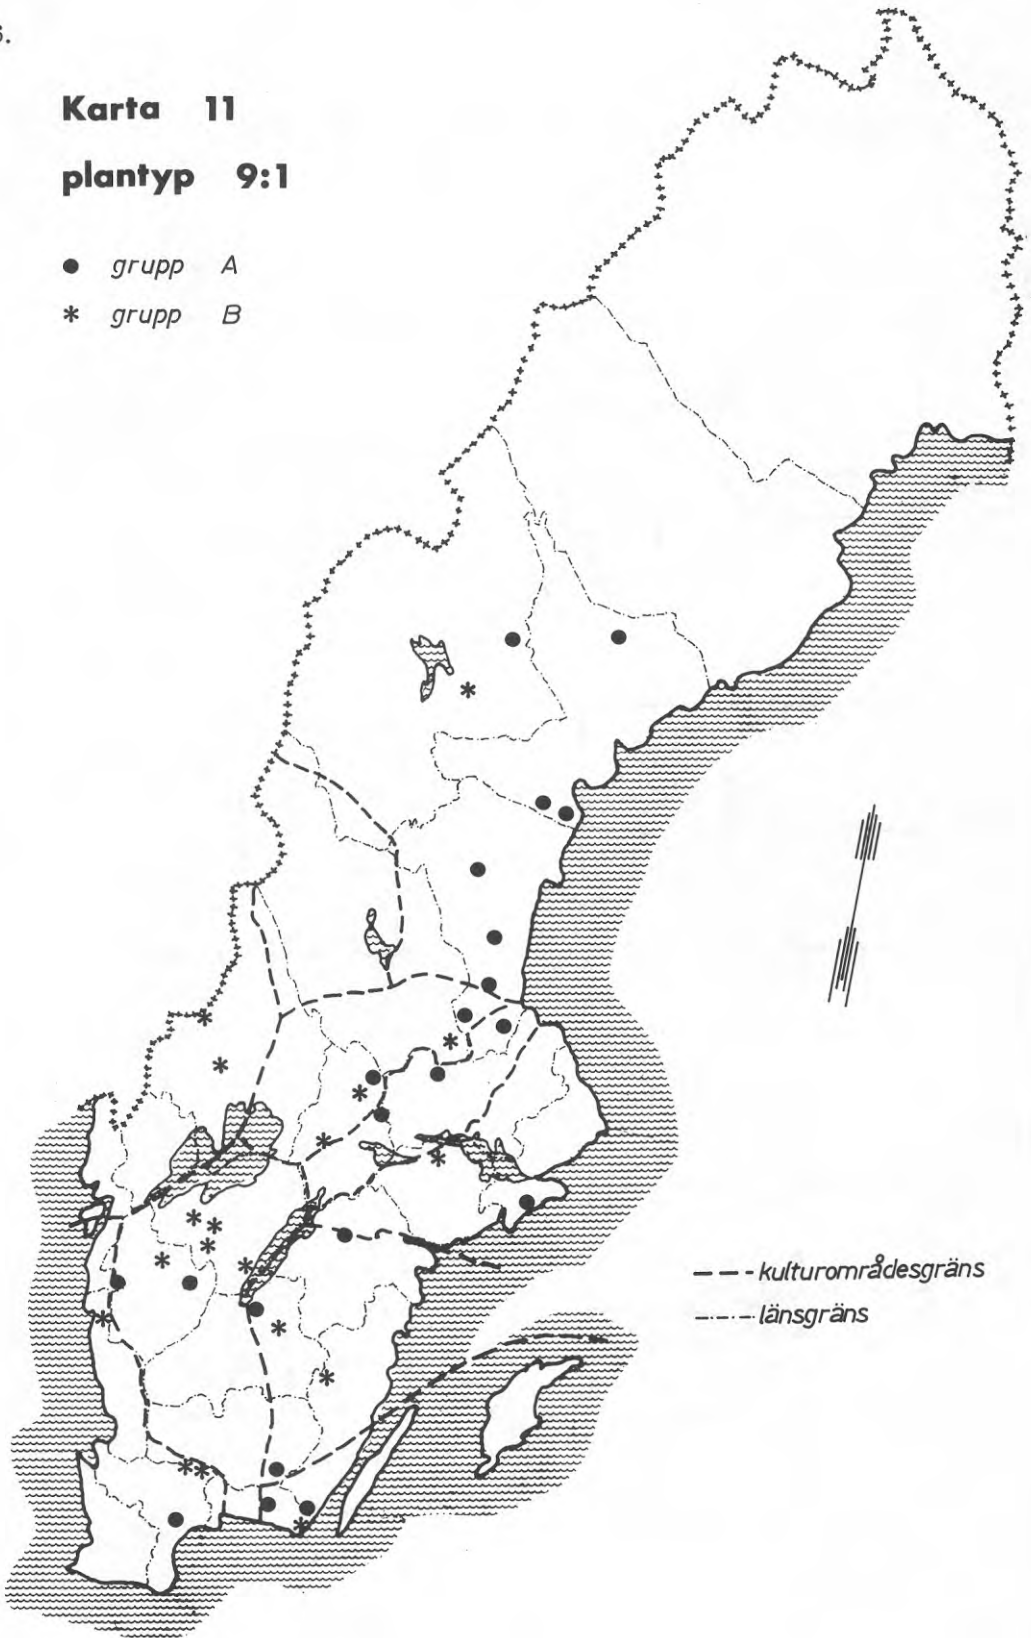 Karta 11
plantyp 9:1
● grupp A
* grupp B
kulturområdesgräns
länsgräns